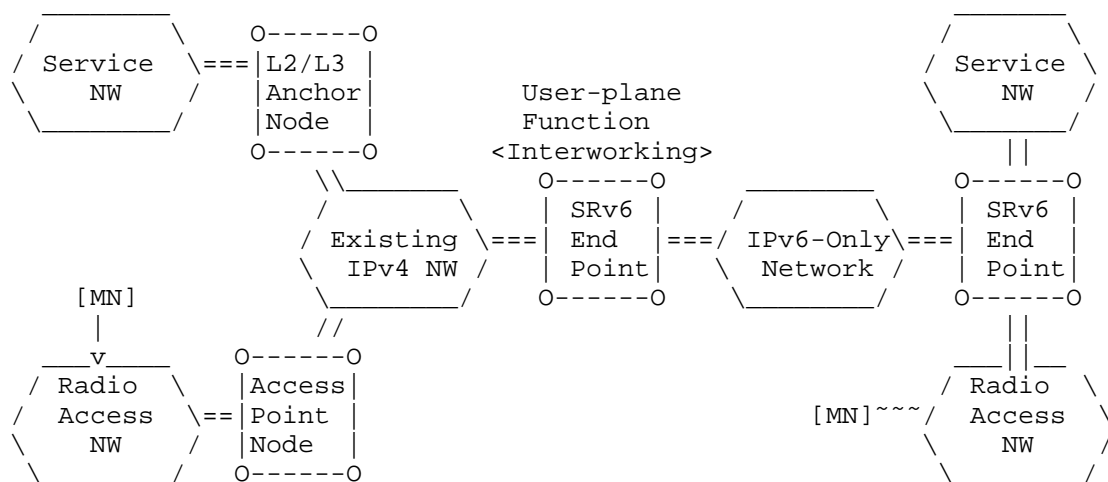 Service
NW
L2/L3
Anchor
Node
User-plane
Function
<Interworking>
Service
NW
Existing
IPv4 NW
SRv6
End
Point
IPv6-Only
Network
SRv6
End
Point
[MN]
v
Radio
Access
NW
Access
Point
Node
[MN]~~~
Radio
Access
NW